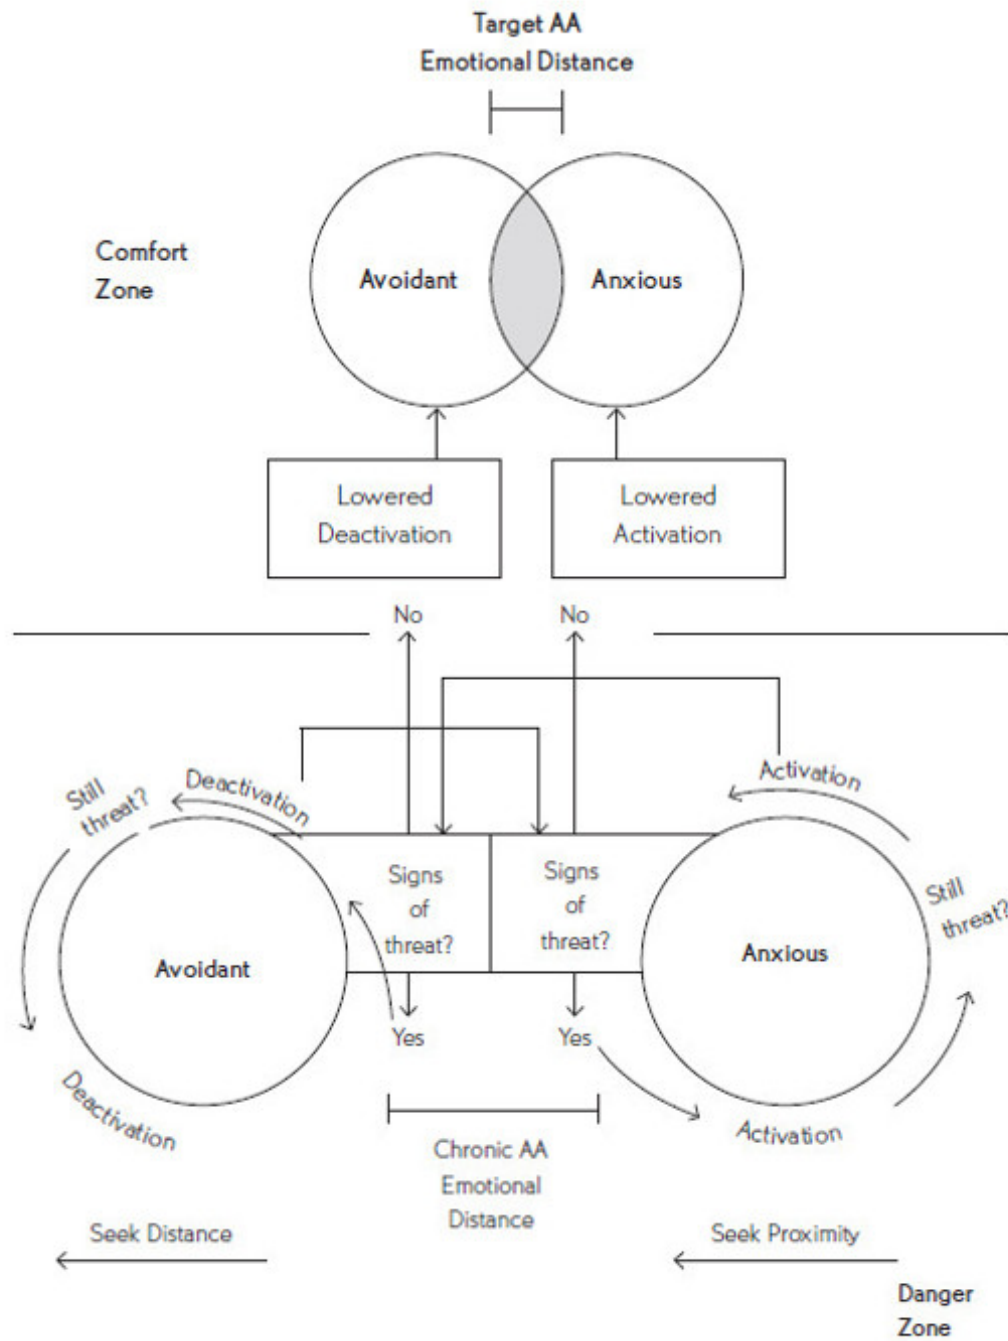 Target AA
Emotional Distance
Comfort
Zone
Avoidant
Anxious
Lowered
Deactivation
Lowered
Activation
No
No
Still
threat?
Deactivation
Activation
Signs
of
threat?
Signs
of
threat?
Still
threat?
Avoidant
Anxious
Yes
Yes
Deactivation
Activation
Chronic AA
Emotional
Distance
Seek Distance
Seek Proximity
Danger
Zone